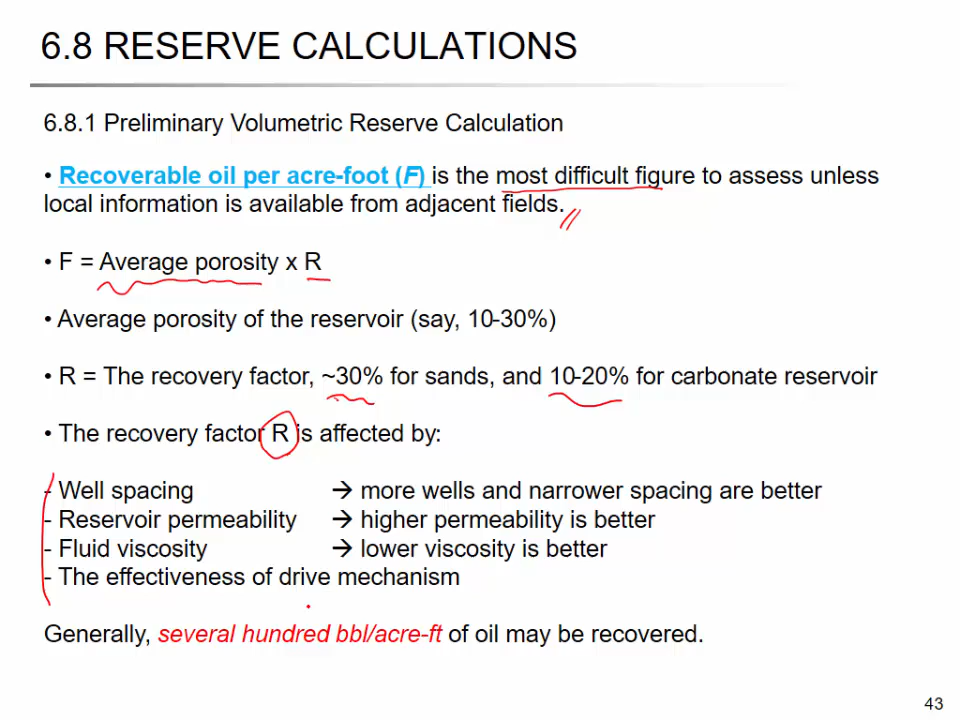 6.8 RESERVE CALCULATIONS
6.8.1 Preliminary Volumetric Reserve Calculation
• Recoverable oil per acre-foot (F) is the most difficult figure to assess unless
local information is available from adjacent fields.
• F = Average porosity x R
• Average porosity of the reservoir (say, 10-30%)
• R = The recovery factor, ~30% for sands, and 10-20% for carbonate reservoir
• The recovery factor R is affected by:
- Well spacing → more wells and narrower spacing are better
- Reservoir permeability → higher permeability is better
- Fluid viscosity → lower viscosity is better
- The effectiveness of drive mechanism
Generally, several hundred bbl/acre-ft of oil may be recovered.
43